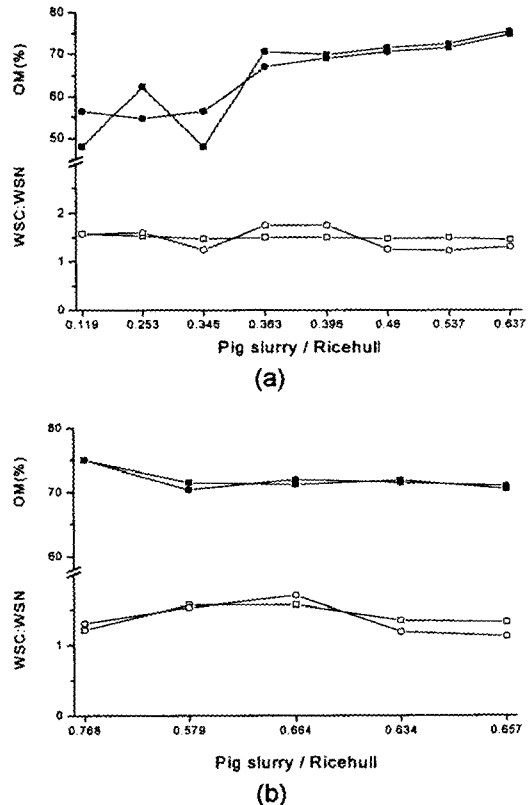 80
70
60
50
OM(%)
2
1
0
WSC:WSN
0.119 0.253 0.345 0.363 0.395 0.48 0.537 0.637
Pig slurry / Ricehull
(a)
80
70
60
OM(%)
1
0
WSC:WSN
0.768 0.579 0.664 0.634 0.657
Pig slurry / Ricehull
(b)